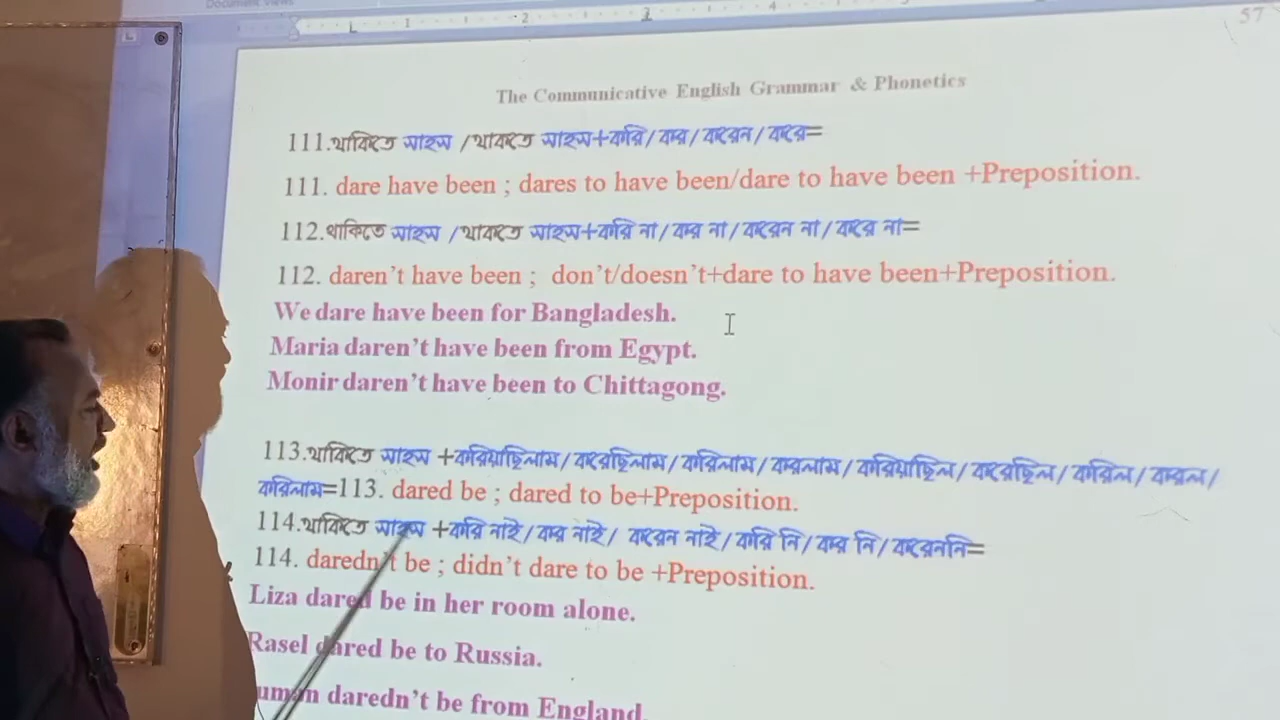 57
The Communicative English Grammar & Phonetics
111.থাকিতে সাহস /থাকতে সাহস+করি/কর/করেন/করে=
111. dare have been ; dares to have been/dare to have been +Preposition.
112.থাকিতে সাহস /থাকতে সাহস+করি না/কর না/করেন না/করে না=
112. daren't have been ; don't/doesn't+dare to have been+Preposition.
We dare have been for Bangladesh.
Maria daren't have been from Egypt.
Monir daren't have been to Chittagong.
113.থাকিতে সাহস +করিয়াছিলাম/করেছিলাম/করিলাম/করলাম/করিয়াছিল/করেছিল/করিল/করল/
করিলাম=113. dared be ; dared to be+Preposition.
114.থাকিতে সাহস +করি নাই/কর নাই/ করেন নাই/করি নি/কর নি/করেননি=
114. daredn't be ; didn't dare to be +Preposition.
Liza dared be in her room alone.
Rasel dared be to Russia.
daredn't be from England.